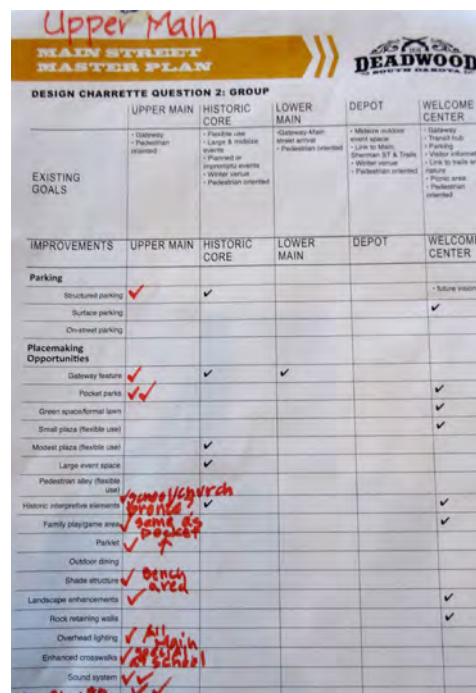 Upper Main
MAIN STREET
MASTER PLAN
DEADWOOD
SOUTH DAKOTA
DESIGN CHARRETTE QUESTION 2: GROUP
UPPER MAIN
HISTORIC CORE
LOWER MAIN
DEPOT
WELCOME CENTER
EXISTING GOALS
• Gateway
• Pedestrian oriented
• Flexible use
• Large & midsize events
• Planned or impromptu events
• Winter venue
• Pedestrian oriented
• Gateway-Main street arrival
• Pedestrian oriented
• Midsize outdoor event space
• Link to Main, Sherman ST & Trails
• Winter venue
• Pedestrian oriented
• Gateway
• Transit hub
• Parking
• Visitor informat
• Link to trails an
nature
• Picnic area
• Pedestrian oriented
IMPROVEMENTS
UPPER MAIN
HISTORIC CORE
LOWER MAIN
DEPOT
WELCOME CENTER
Parking
Structured parking ✓ ✓ • future vision
Surface parking ✓
On-street parking
Placemaking Opportunities
Gateway feature ✓ ✓ ✓
Pocket parks ✓✓ ✓
Green space/formal lawn ✓
Small plaza (flexible use) ✓
Modest plaza (flexible use) ✓
Large event space ✓
Pedestrian alley (flexible use)
Historic interpretive elements ✓ school/church bronze ✓ ✓
Family play/game area ✓ same as pocket ✓
Parklet ✓ ↑
Outdoor dining
Shade structure ✓ Bench area
Landscape enhancements ✓ ✓
Rock retaining walls ✓
Overhead lighting ✓ All Main
Enhanced crosswalks ✓ special at school
Sound system ✓✓